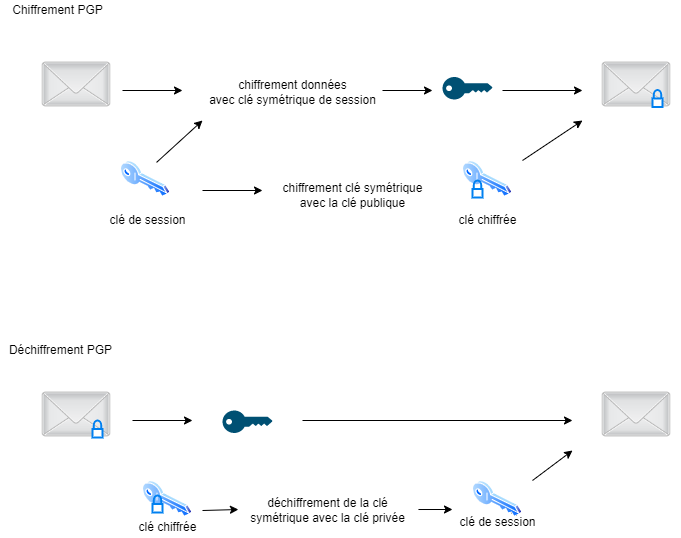 Chiffrement PGP
chiffrement données
avec clé symétrique de session
chiffrement clé symétrique
avec la clé publique
clé de session
clé chiffrée
Déchiffrement PGP
déchiffrement de la clé
symétrique avec la clé privée
clé chiffrée
clé de session